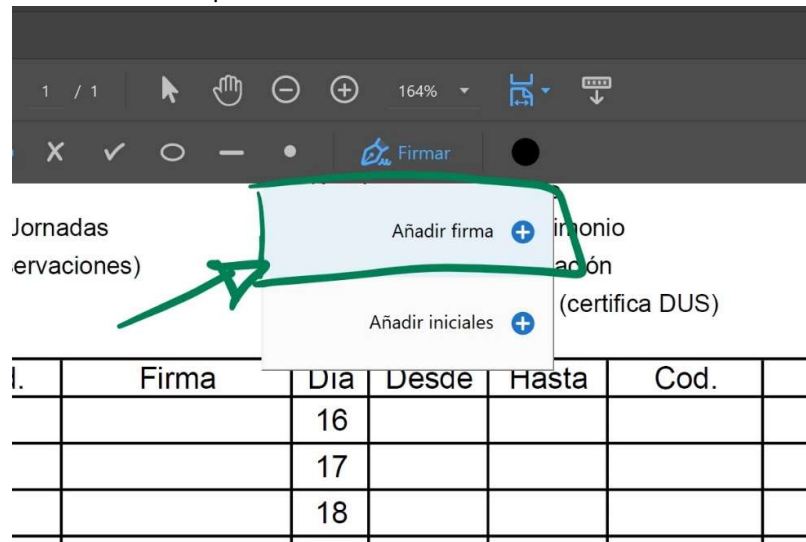 1 / 1 164%
Firmar
Jornadas
Añadir firma
imonio
ervaciones)
ación
Añadir iniciales
(certifica DUS)
Firma Día Desde Hasta Cod.
16
17
18